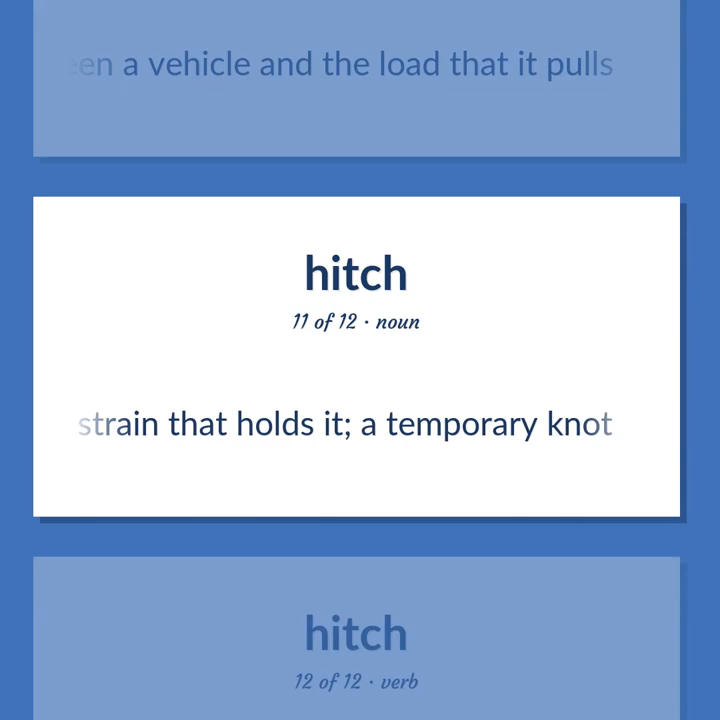 a vehicle and the load that it pulls
hitch
11 of 12 · noun
strain that holds it; a temporary knot
hitch
12 of 12 · verb